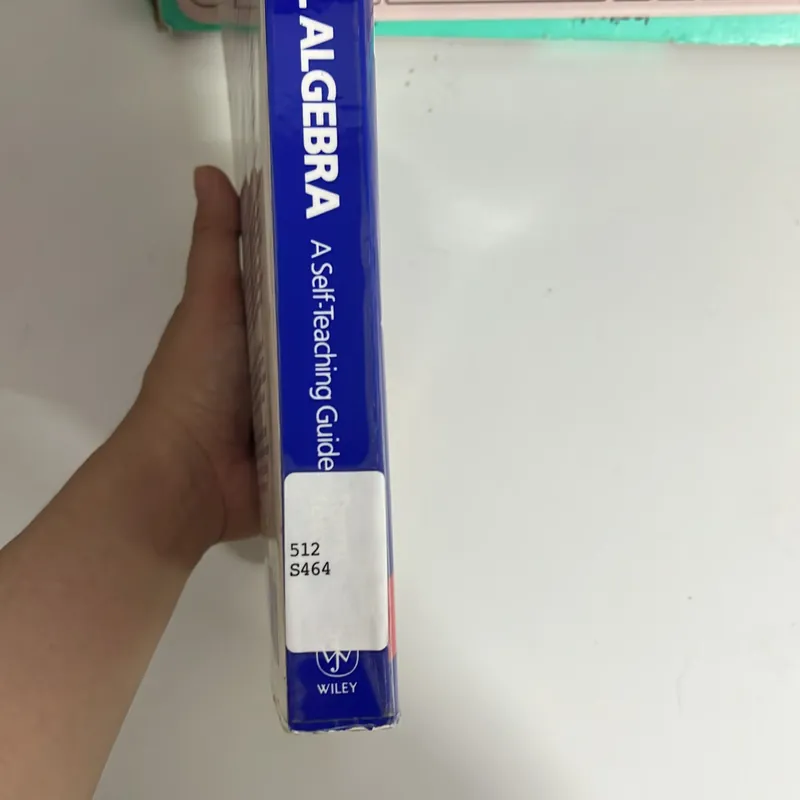 ALGEBRA
A Self-Teaching Guide
512
S464
WILEY